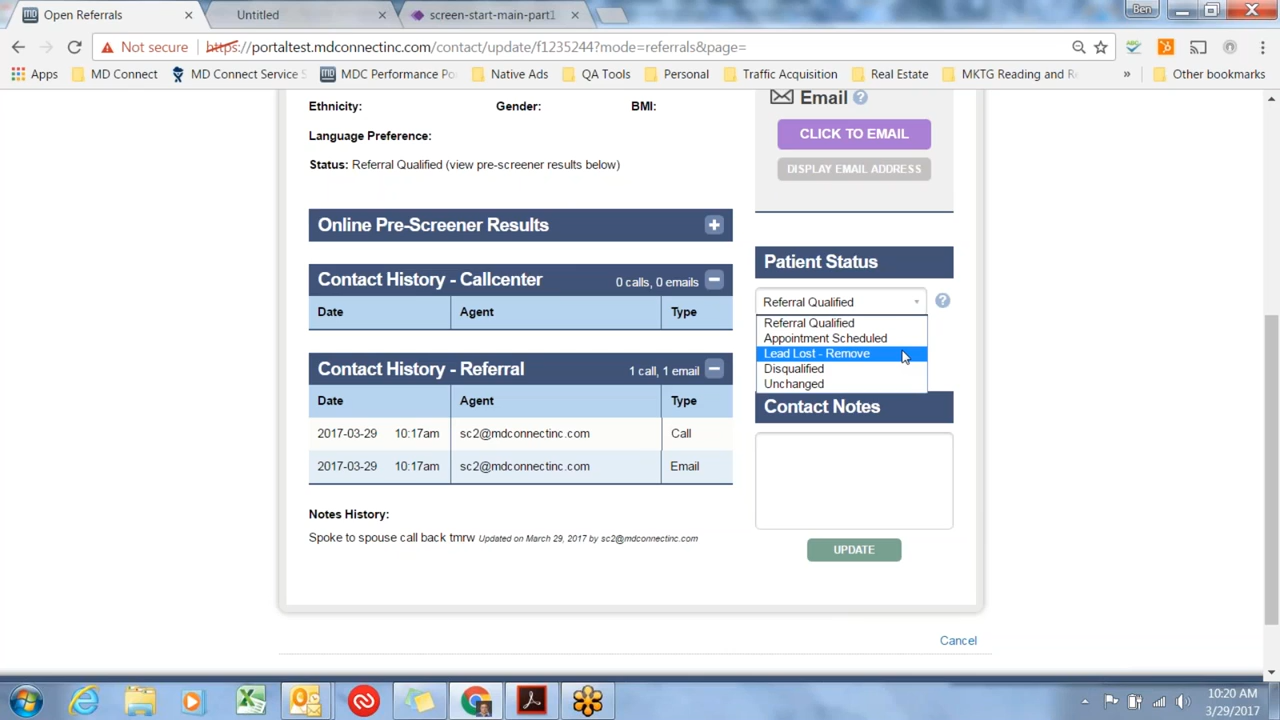 Open Referrals
Untitled
screen-start-main-part1
Ben
Not secure https://portaltest.mdconnectinc.com/contact/update/f1235244?mode=referrals&page=
Apps MD Connect MD Connect Service MDC Performance Po Native Ads QA Tools Personal Traffic Acquisition Real Estate MKTG Reading and R » Other bookmarks
Ethnicity: Gender: BMI:
Language Preference:
Status: Referral Qualified (view pre-screener results below)
Email ?
CLICK TO EMAIL
DISPLAY EMAIL ADDRESS
Online Pre-Screener Results
Contact History - Callcenter 0 calls, 0 emails
Date Agent Type
Contact History - Referral 1 call, 1 email
Date Agent Type
2017-03-29 10:17am sc2@mdconnectinc.com Call
2017-03-29 10:17am sc2@mdconnectinc.com Email
Notes History:
Spoke to spouse call back tmrw Updated on March 29, 2017 by sc2@mdconnectinc.com
Patient Status
Referral Qualified ?
Referral Qualified
Appointment Scheduled
Lead Lost - Remove
Disqualified
Unchanged
Contact Notes
UPDATE
Cancel
10:20 AM
3/29/2017